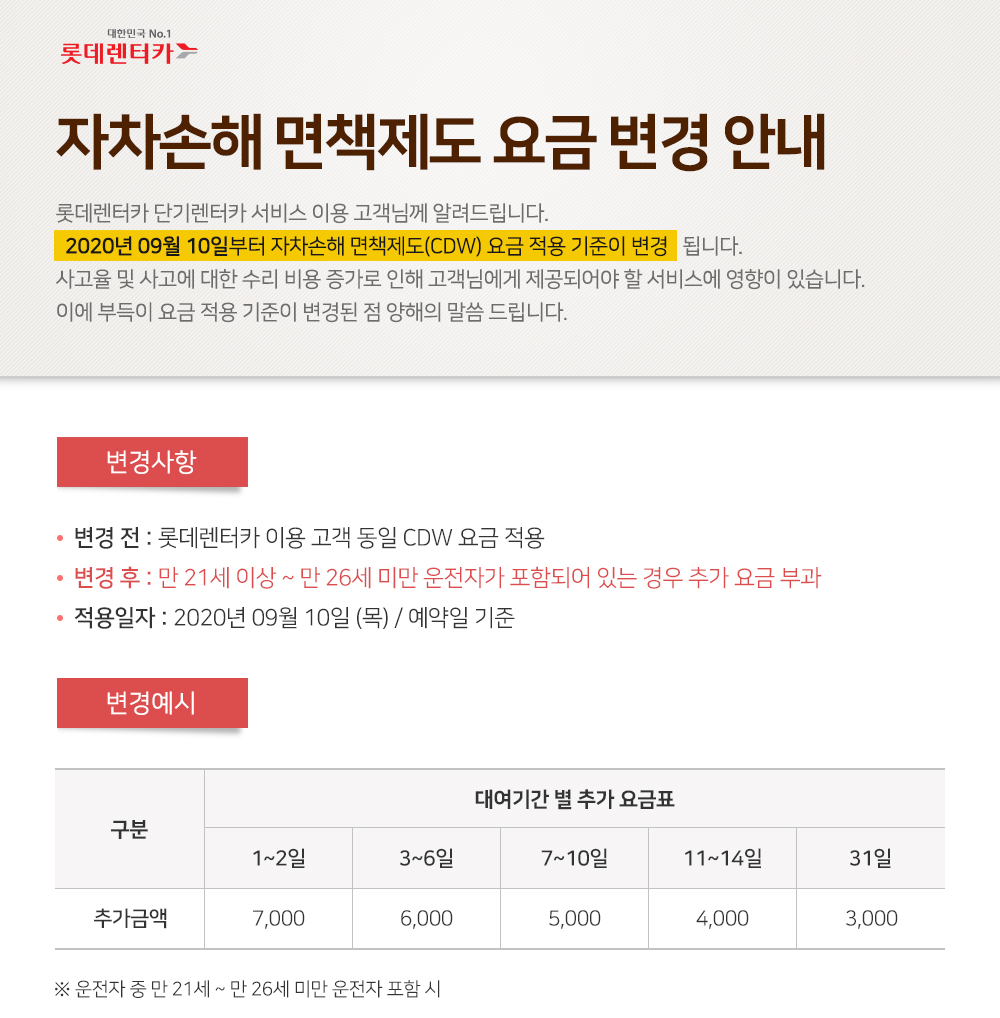 대한민국 No.1
롯데렌터카
자차손해 면책제도 요금 변경 안내
롯데렌터카 단기렌터카 서비스 이용 고객님께 알려드립니다.
2020년 09월 10일부터 자차손해 면책제도(CDW) 요금 적용 기준이 변경 됩니다.
사고율 및 사고에 대한 수리 비용 증가로 인해 고객님에게 제공되어야 할 서비스에 영향이 있습니다.
이에 부득이 요금 적용 기준이 변경된 점 양해의 말씀 드립니다.
변경사항
• 변경 전 : 롯데렌터카 이용 고객 동일 CDW 요금 적용
• 변경 후 : 만 21세 이상 ~ 만 26세 미만 운전자가 포함되어 있는 경우 추가 요금 부과
• 적용일자 : 2020년 09월 10일 (목) / 예약일 기준
변경예시
구분 대여기간 별 추가 요금표
1~2일 3~6일 7~10일 11~14일 31일
추가금액 7,000 6,000 5,000 4,000 3,000
※ 운전자 중 만 21세 ~ 만 26세 미만 운전자 포함 시